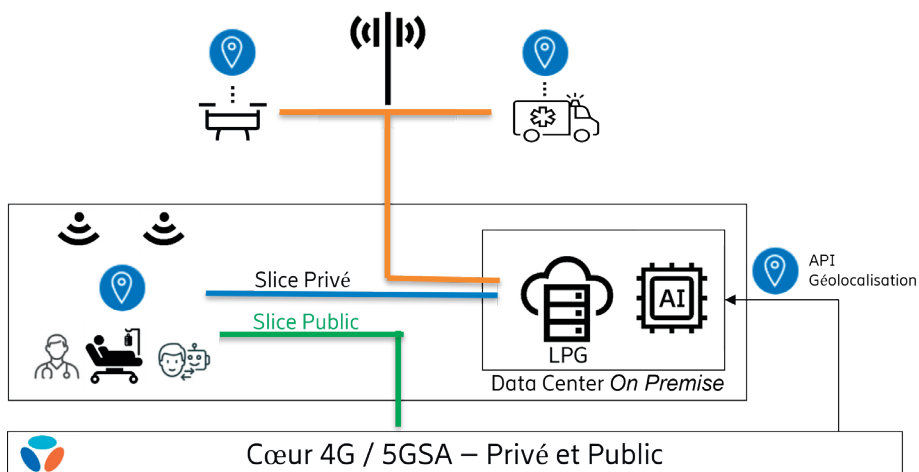 API
Géolocalisation
Slice Privé
AI
Slice Public
LPG
Data Center On Premise
Cœur 4G / 5GSA – Privé et Public